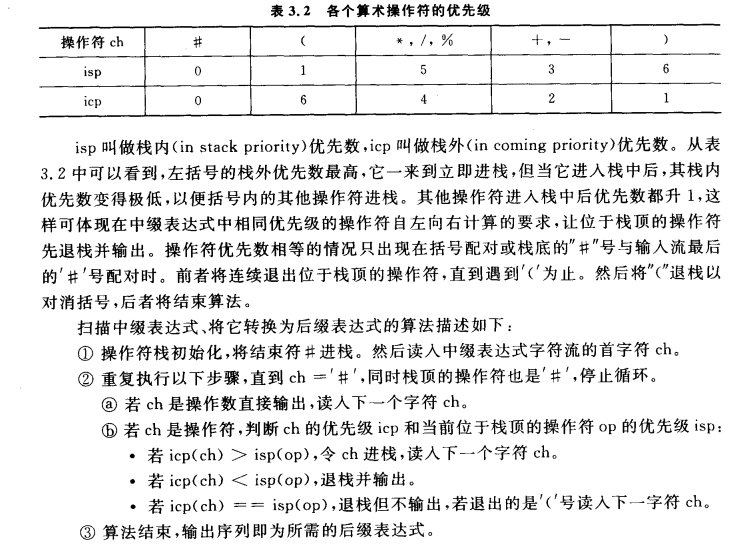 表 3.2 各个算术操作符的优先级
操作符 ch # ( *,/,% +,- )
isp 0 1 5 3 6
icp 0 6 4 2 1
isp 叫做栈内(in stack priority)优先数,icp 叫做栈外(in coming priority)优先数。从表
3.2 中可以看到,左括号的栈外优先数最高,它一来到立即进栈,但当它进入栈中后,其栈内
优先数变得极低,以便括号内的其他操作符进栈。其他操作符进入栈中后优先数都升 1,这
样可体现在中缀表达式中相同优先级的操作符自左向右计算的要求,让位于栈顶的操作符
先退栈并输出。操作符优先数相等的情况只出现在括号配对或栈底的"#"号与输入流最后
的'#'号配对时。前者将连续退出位于栈顶的操作符,直到遇到'('为止。然后将"("退栈以
对消括号,后者将结束算法。
扫描中缀表达式、将它转换为后缀表达式的算法描述如下:
① 操作符栈初始化,将结束符#进栈。然后读入中缀表达式字符流的首字符 ch。
② 重复执行以下步骤,直到 ch ='#',同时栈顶的操作符也是'#',停止循环。
ⓐ 若 ch 是操作数直接输出,读入下一个字符 ch。
ⓑ 若 ch 是操作符,判断 ch 的优先级 icp 和当前位于栈顶的操作符 op 的优先级 isp:
• 若 icp(ch) > isp(op),令 ch 进栈,读入下一个字符 ch。
• 若 icp(ch) < isp(op),退栈并输出。
• 若 icp(ch) == isp(op),退栈但不输出,若退出的是'('号读入下一字符 ch。
③ 算法结束,输出序列即为所需的后缀表达式。